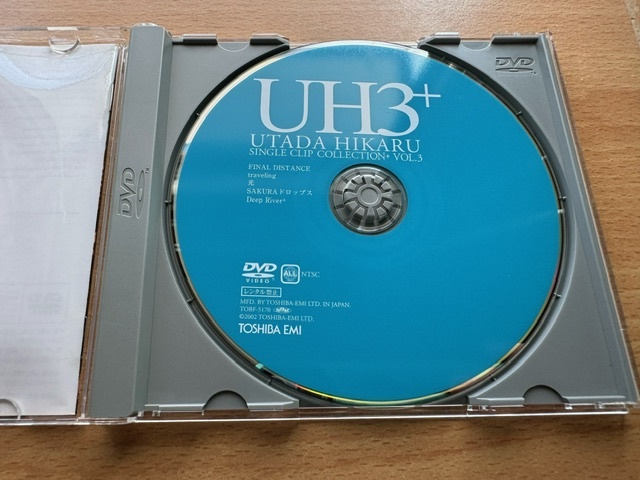 DVD
DVD
UH3+
UTADA HIKARU
SINGLE CLIP COLLECTION+ VOL.3
FINAL DISTANCE
traveling
光
SAKURAドロップス
Deep River*
DVD
VIDEO
ALL
NTSC
レンタル禁止
MFD. BY TOSHIBA-EMI LTD. IN JAPAN.
TOBF-5170
©2002 TOSHIBA-EMI LTD.
TOSHIBA EMI